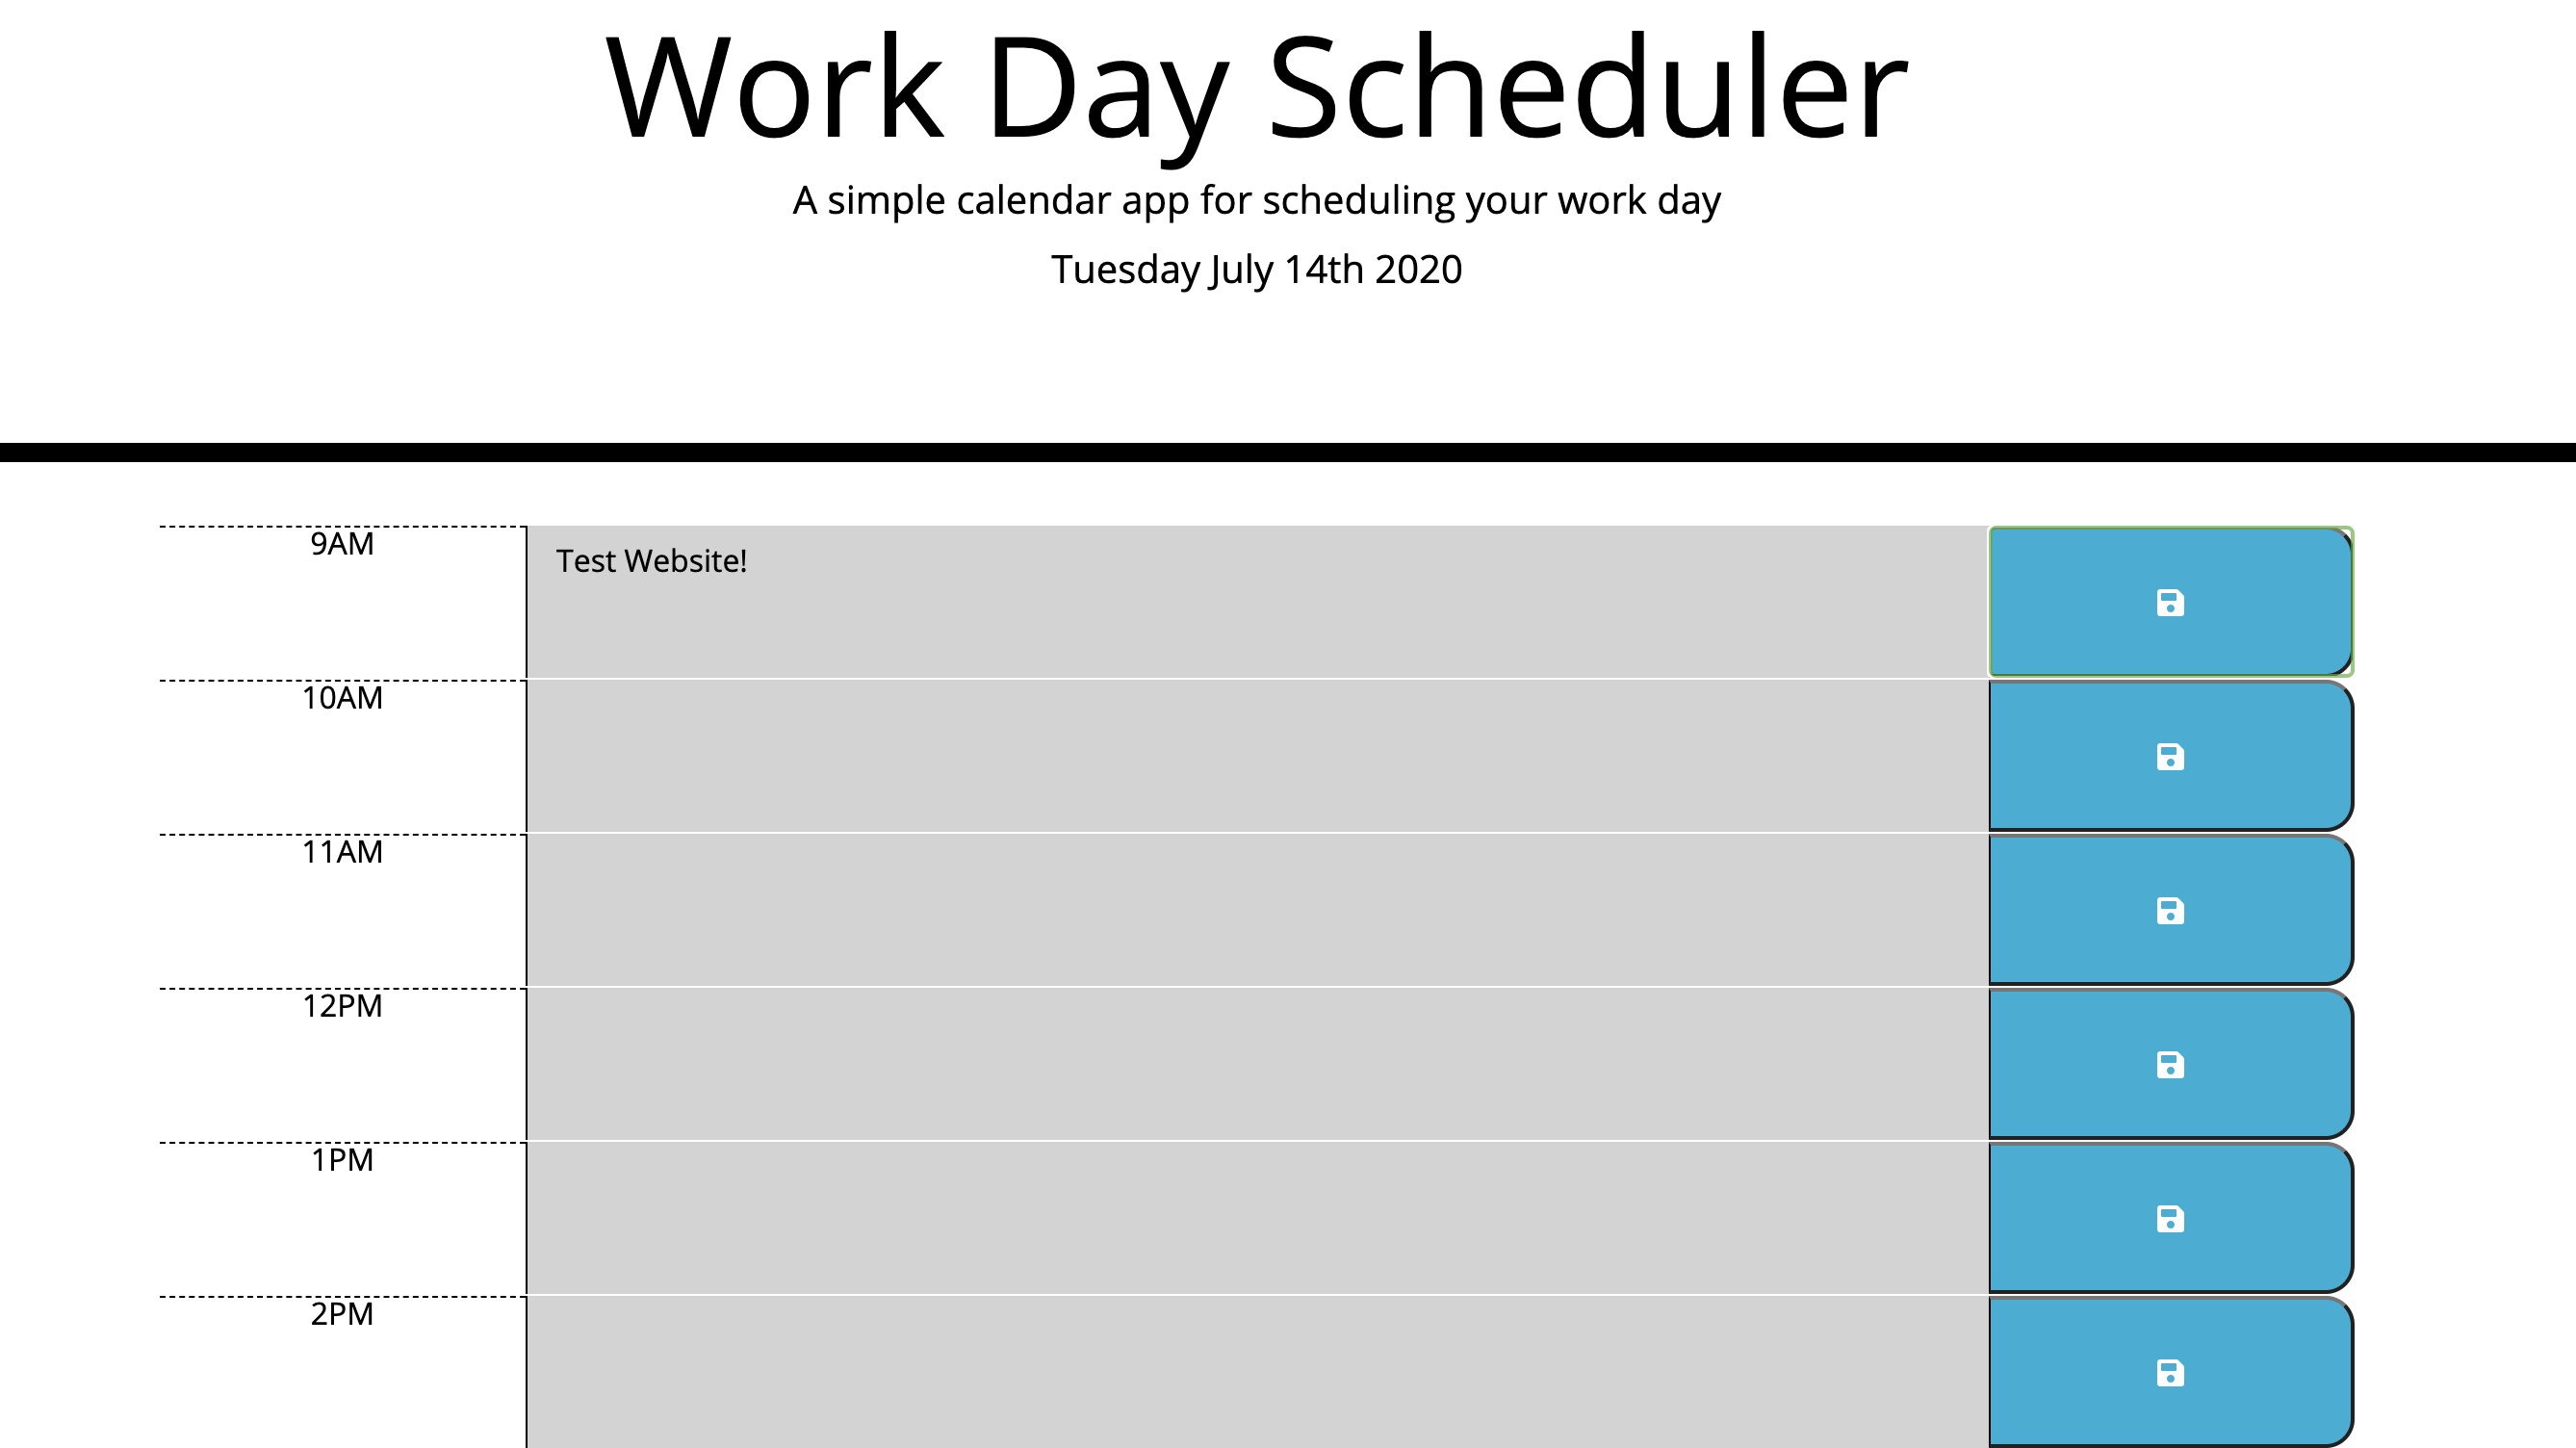 Work Day Scheduler
A simple calendar app for scheduling your work day
Tuesday July 14th 2020
9AM
Test Website!
10AM
11AM
12PM
1PM
2PM